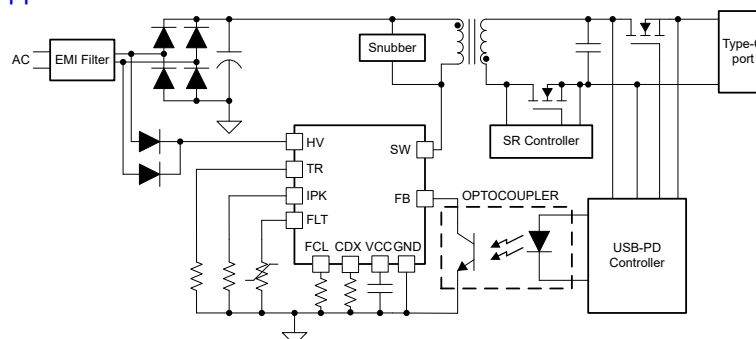 AC
EMI Filter
Snubber
Type-C
port
SR Controller
HV
TR
IPK
FLT
SW
FB
FCL CDX VCC GND
OPTOCOUPLER
USB-PD
Controller